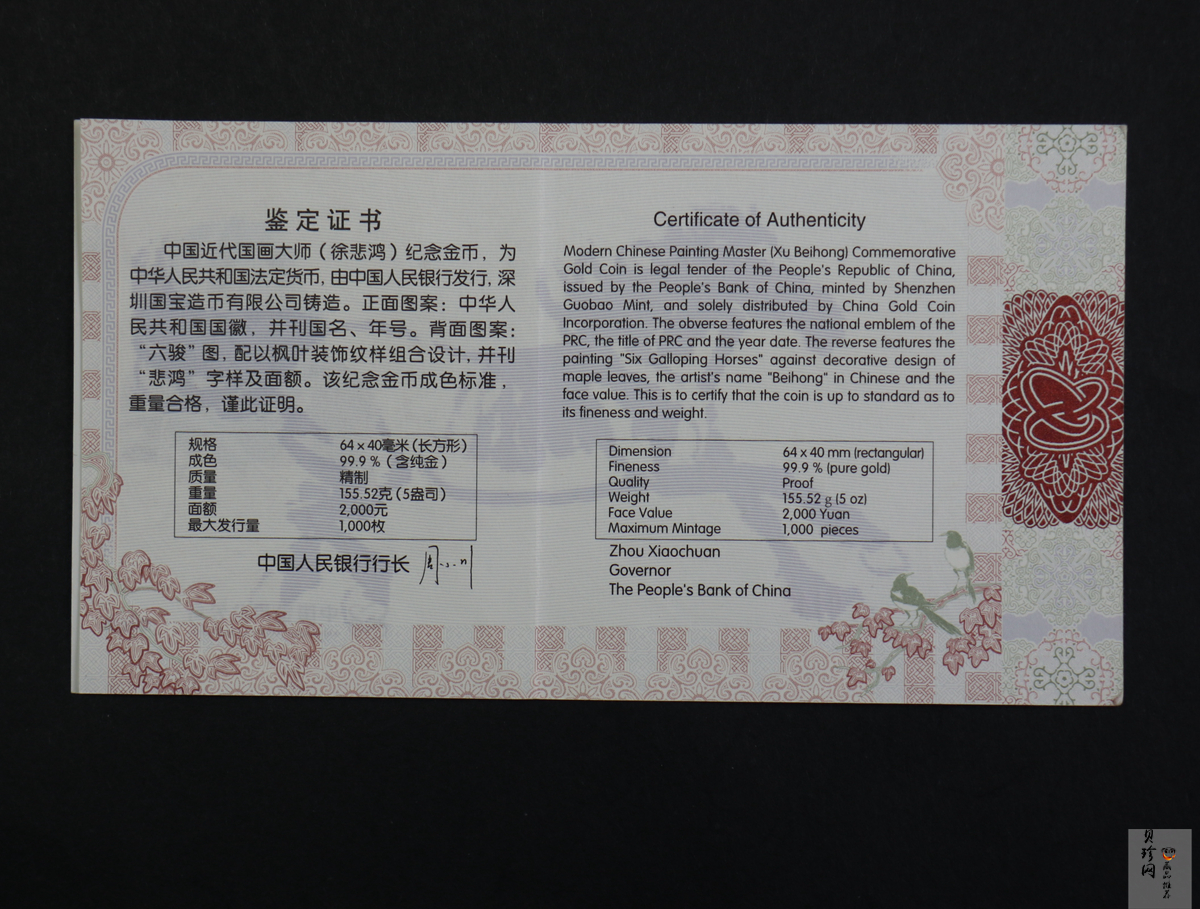 鉴定证书
中国近代国画大师（徐悲鸿）纪念金币，为
中华人民共和国法定货币，由中国人民银行发行，深
圳国宝造币有限公司铸造。正面图案：中华人
民共和国国徽，并刊国名、年号。背面图案：
“六骏”图，配以枫叶装饰纹样组合设计，并刊
“悲鸿”字样及面额。该纪念金币成色标准，
重量合格，谨此证明。
规格 64×40毫米（长方形）
成色 99.9%（含纯金）
质量 精制
重量 155.52克（5盎司）
面额 2,000元
最大发行量 1,000枚
中国人民银行行长
Certificate of Authenticity
Modern Chinese Painting Master (Xu Beihong) Commemorative
Gold Coin is legal tender of the People's Republic of China,
issued by the People's Bank of China, minted by Shenzhen
Guobao Mint, and solely distributed by China Gold Coin
Incorporation. The obverse features the national emblem of the
PRC, the title of PRC and the year date. The reverse features the
painting "Six Galloping Horses" against decorative design of
maple leaves, the artist's name "Beihong" in Chinese and the
face value. This is to certify that the coin is up to standard as to
its fineness and weight.
Dimension 64 x 40 mm (rectangular)
Fineness 99.9 % (pure gold)
Quality Proof
Weight 155.52 g (5 oz)
Face Value 2,000 Yuan
Maximum Mintage 1,000 pieces
Zhou Xiaochuan
Governor
The People's Bank of China
贝珍网
藏品推荐